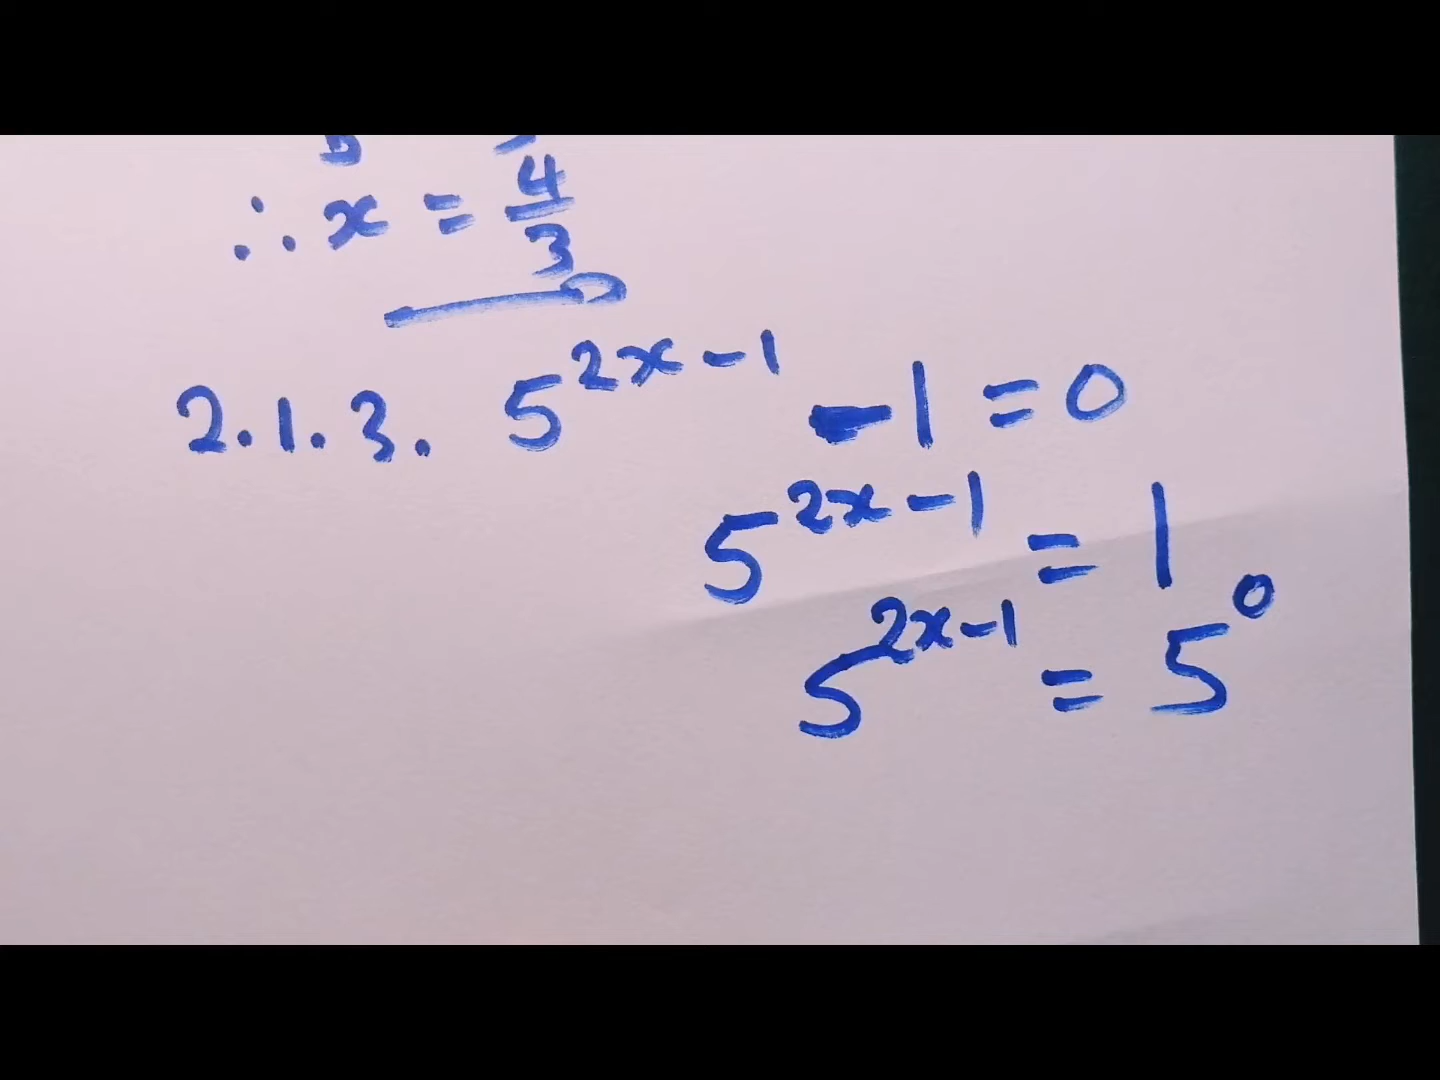 ∴ x = 4/3
2.1.3. 5^{2x-1} - 1 = 0
5^{2x-1} = 1
5^{2x-1} = 5^0